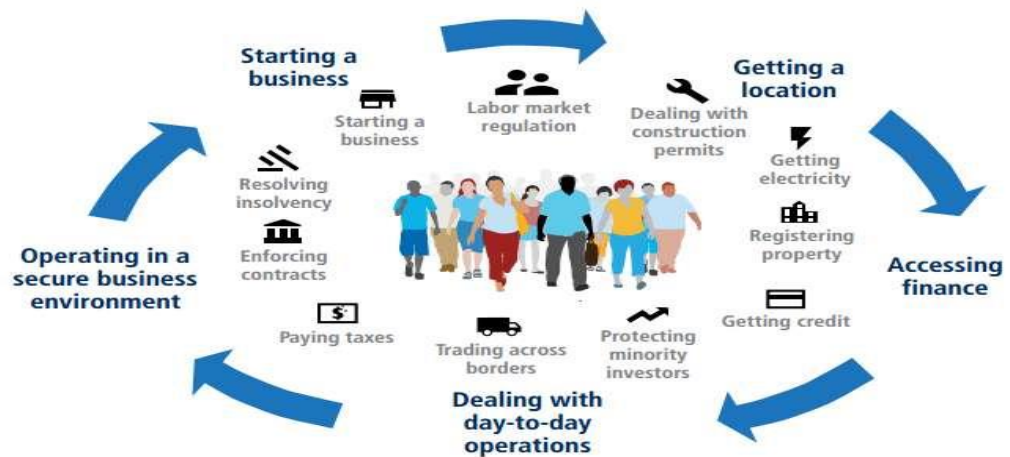 Starting a
business
Getting a
location
Starting a
business
Labor market
regulation
Dealing with
construction
permits
Getting
electricity
Resolving
insolvency
Registering
property
Enforcing
contracts
Operating in a
secure business
environment
Accessing
finance
Getting credit
$
Paying taxes
Trading across
borders
Protecting
minority
investors
Dealing with
day-to-day
operations